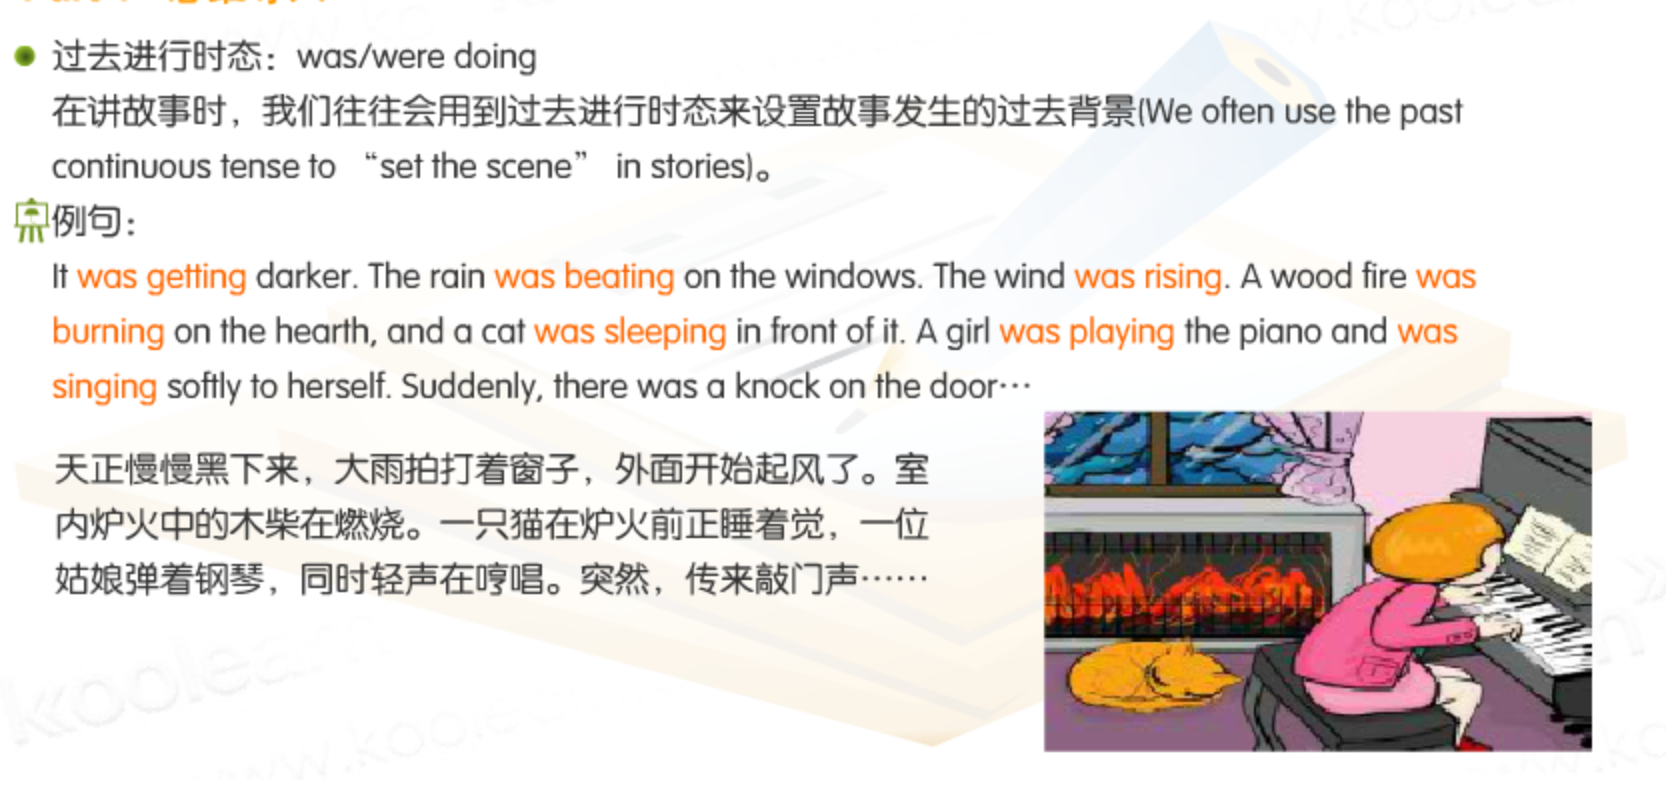 过去进行时态：was/were doing
在讲故事时，我们往往会用到过去进行时态来设置故事发生的过去背景(We often use the past
continuous tense to “set the scene” in stories)。
例句：
It was getting darker. The rain was beating on the windows. The wind was rising. A wood fire was
burning on the hearth, and a cat was sleeping in front of it. A girl was playing the piano and was
singing softly to herself. Suddenly, there was a knock on the door…
天正慢慢黑下来，大雨拍打着窗子，外面开始起风了。室
内炉火中的木柴在燃烧。一只猫在炉火前正睡着觉，一位
姑娘弹着钢琴，同时轻声在哼唱。突然，传来敲门声……
koolearn
www.koolearn